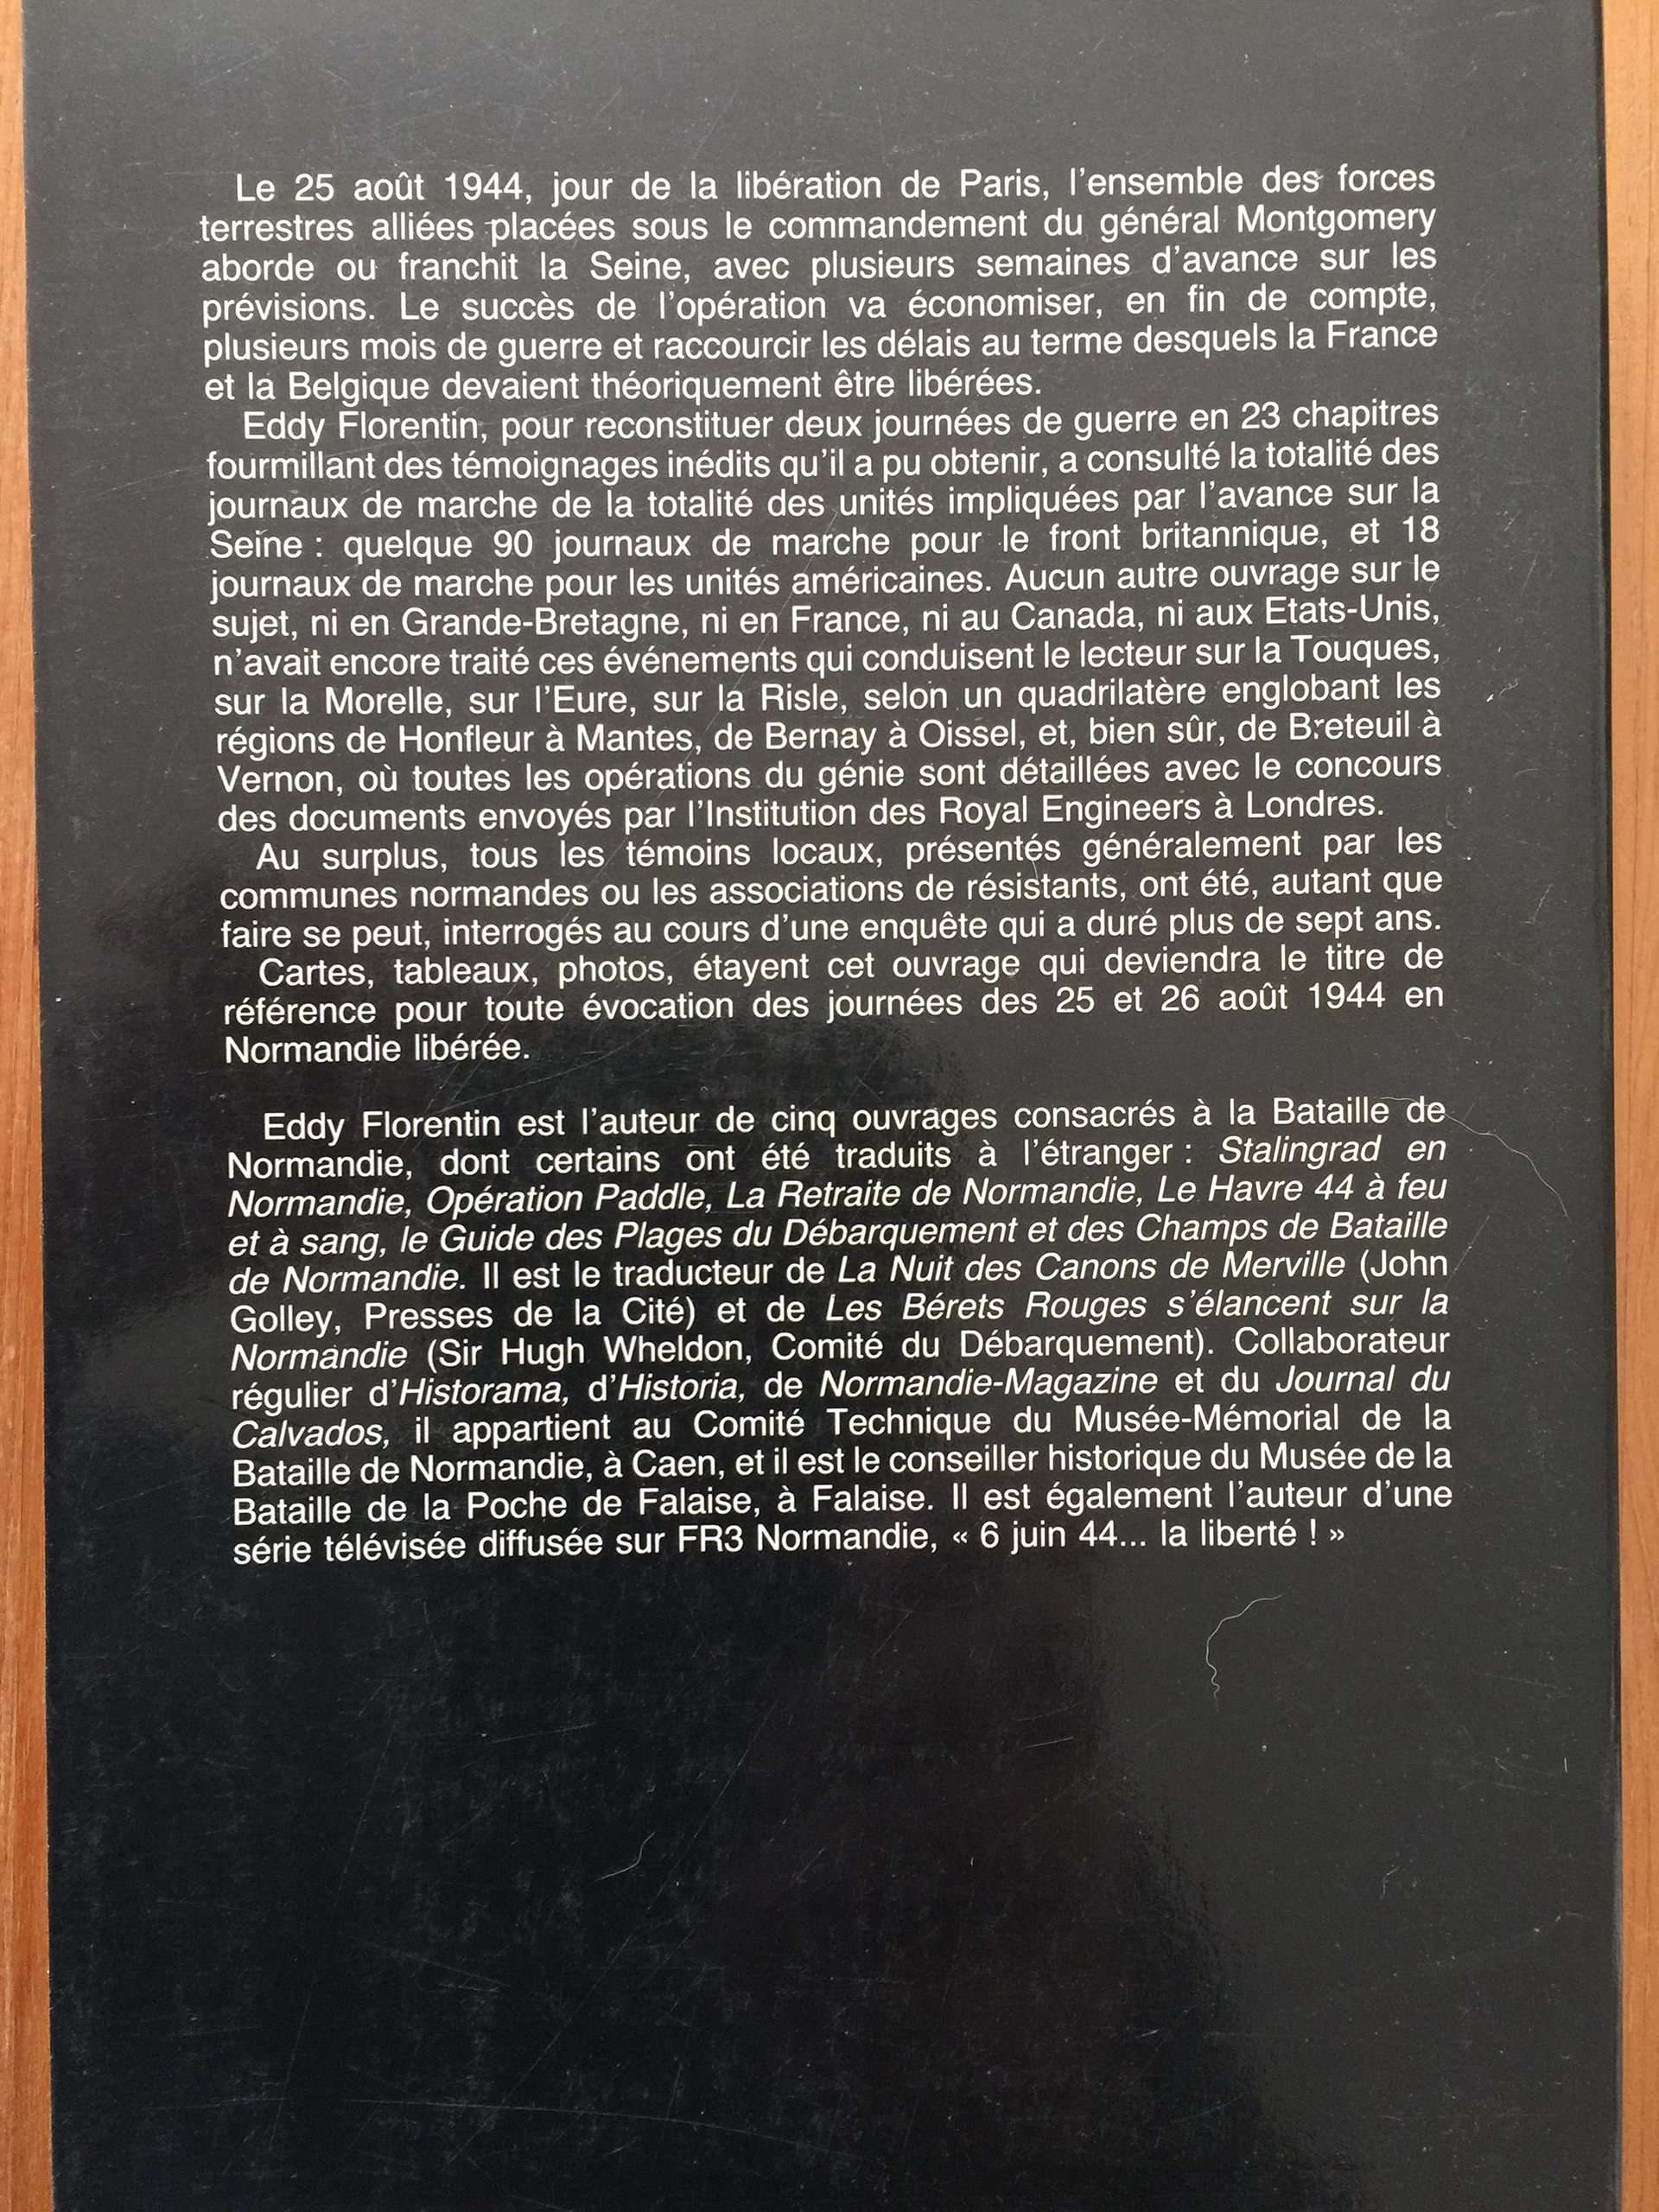 Le 25 août 1944, jour de la libération de Paris, l'ensemble des forces
terrestres alliées placées sous le commandement du général Montgomery
aborde ou franchit la Seine, avec plusieurs semaines d'avance sur les
prévisions. Le succès de l'opération va économiser, en fin de compte,
plusieurs mois de guerre et raccourcir les délais au terme desquels la France
et la Belgique devaient théoriquement être libérées.
Eddy Florentin, pour reconstituer deux journées de guerre en 23 chapitres
fourmillant des témoignages inédits qu'il a pu obtenir, a consulté la totalité des
journaux de marche de la totalité des unités impliquées par l'avance sur la
Seine : quelque 90 journaux de marche pour le front britannique, et 18
journaux de marche pour les unités américaines. Aucun autre ouvrage sur le
sujet, ni en Grande-Bretagne, ni en France, ni au Canada, ni aux Etats-Unis,
n'avait encore traité ces événements qui conduisent le lecteur sur la Touques,
sur la Morelle, sur l'Eure, sur la Risle, selon un quadrilatère englobant les
régions de Honfleur à Mantes, de Bernay à Oissel, et, bien sûr, de Breteuil à
Vernon, où toutes les opérations du génie sont détaillées avec le concours
des documents envoyés par l'Institution des Royal Engineers à Londres.
Au surplus, tous les témoins locaux, présentés généralement par les
communes normandes ou les associations de résistants, ont été, autant que
faire se peut, interrogés au cours d'une enquête qui a duré plus de sept ans.
Cartes, tableaux, photos, étayent cet ouvrage qui deviendra le titre de
référence pour toute évocation des journées des 25 et 26 août 1944 en
Normandie libérée.
Eddy Florentin est l'auteur de cinq ouvrages consacrés à la Bataille de
Normandie, dont certains ont été traduits à l'étranger : Stalingrad en
Normandie, Opération Paddle, La Retraite de Normandie, Le Havre 44 à feu
et à sang, le Guide des Plages du Débarquement et des Champs de Bataille
de Normandie. Il est le traducteur de La Nuit des Canons de Merville (John
Golley, Presses de la Cité) et de Les Bérets Rouges s'élancent sur la
Normandie (Sir Hugh Wheldon, Comité du Débarquement). Collaborateur
régulier d'Historama, d'Historia, de Normandie-Magazine et du Journal du
Calvados, il appartient au Comité Technique du Musée-Mémorial de la
Bataille de Normandie, à Caen, et il est le conseiller historique du Musée de la
Bataille de la Poche de Falaise, à Falaise. Il est également l'auteur d'une
série télévisée diffusée sur FR3 Normandie, « 6 juin 44... la liberté ! »